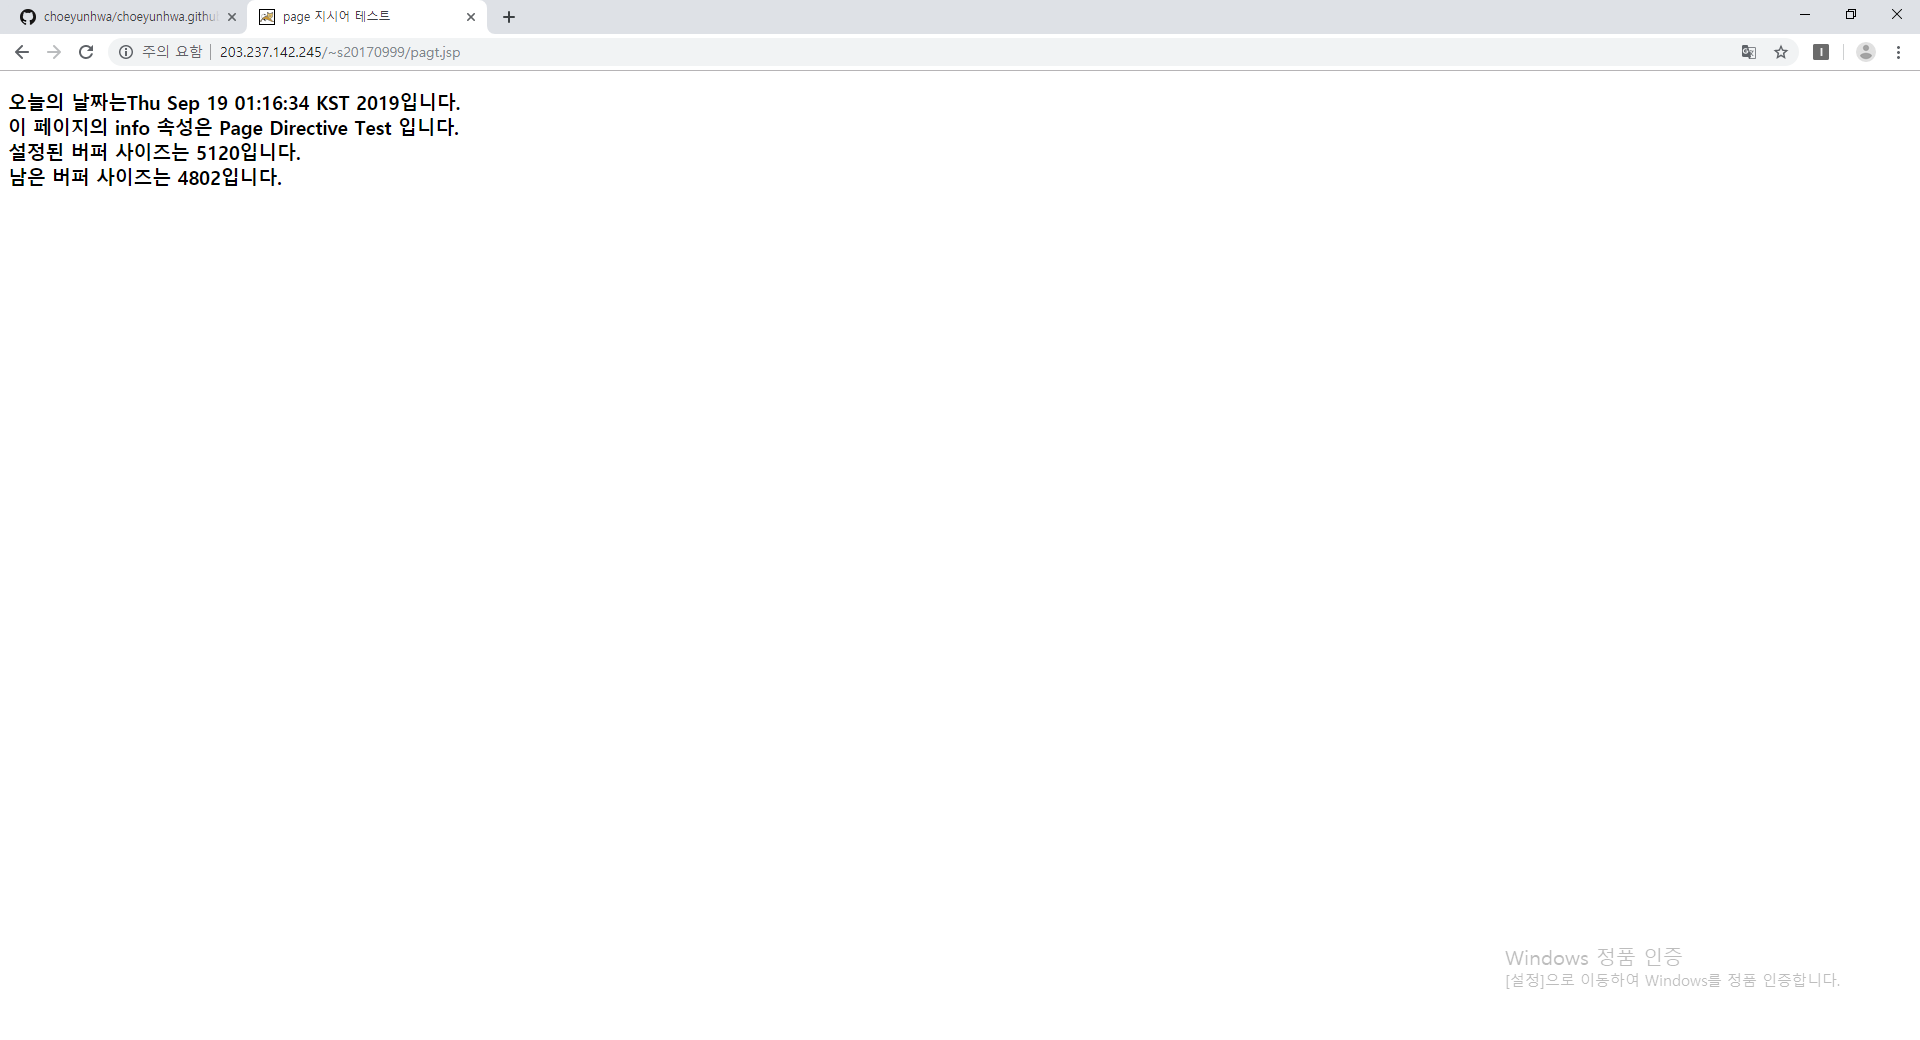 choeyunhwa/choeyunhwa.githu
page 지시어 테스트
주의 요함
203.237.142.245/~s20170999/pagt.jsp
오늘의 날짜는Thu Sep 19 01:16:34 KST 2019입니다.
이 페이지의 info 속성은 Page Directive Test 입니다.
설정된 버퍼 사이즈는 5120입니다.
남은 버퍼 사이즈는 4802입니다.
Windows 정품 인증
[설정]으로 이동하여 Windows를 정품 인증합니다.